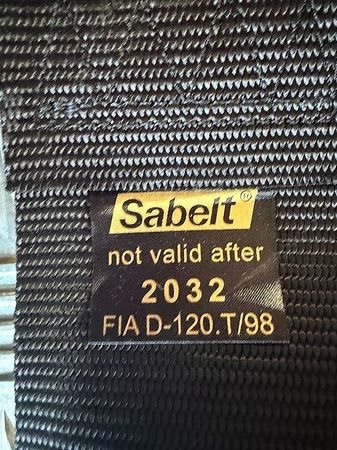 Sabelt®
not valid after
2032
FIA D-120.T/98